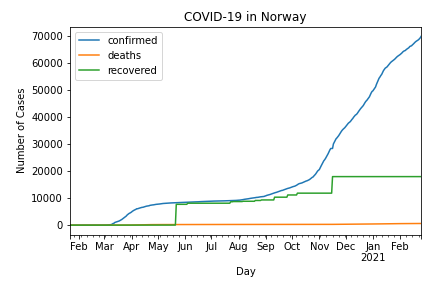 COVID-19 in Norway
confirmed
deaths
recovered
Number of Cases
70000
60000
50000
40000
30000
20000
10000
0
Feb Mar Apr May Jun Jul Aug Sep Oct Nov Dec Jan Feb
2021
Day